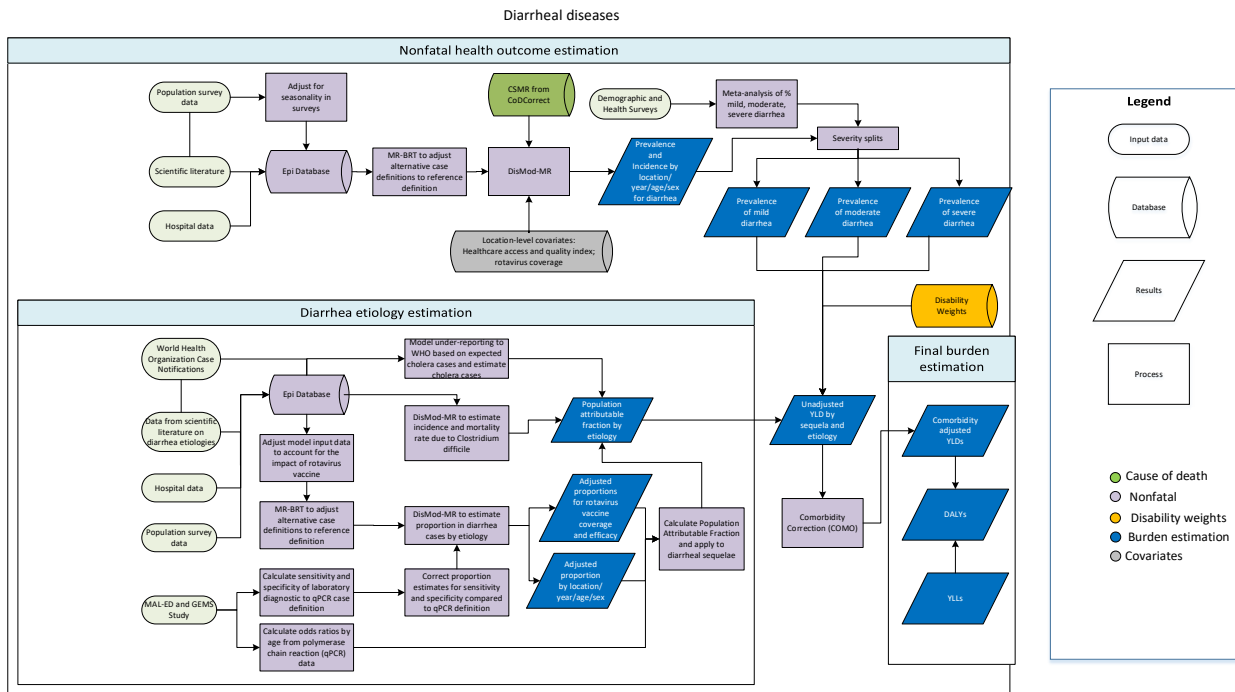 Diarrheal diseases
Nonfatal health outcome estimation
Population survey
data
Adjust for
seasonality in
surveys
Scientific literature
Hospital data
Epi Database
MR-BRT to adjust
alternative case
definitions to reference
definition
CSMR from
CoDCorrect
DisMod-MR
Location-level covariates:
Healthcare access and quality index;
rotavirus coverage
Prevalence
and
Incidence by
location/
year/age/sex
for diarrhea
Demographic and
Health Surveys
Meta-analysis of %
mild, moderate,
severe diarrhea
Severity splits
Prevalence
of mild
diarrhea
Prevalence
of moderate
diarrhea
Prevalence
of severe
diarrhea
Disability
Weights
Diarrhea etiology estimation
World Health
Organization Case
Notifications
Data from scientific
literature on
diarrhea etiologies
Hospital data
Population survey
data
MAL-ED and GEMS
Study
Epi Database
Adjust model input data
to account for the
impact of rotavirus
vaccine
MR-BRT to adjust
alternative case
definitions to reference
definition
Calculate sensitivity and
specificity of laboratory
diagnostic to qPCR case
definition
Calculate odds ratios by
age from polymerase
chain reaction (qPCR)
data
Model under-reporting to
WHO based on expected
cholera cases and estimate
cholera cases
DisMod-MR to estimate
incidence and mortality
rate due to Clostridium
difficile
DisMod-MR to estimate
proportion in diarrhea
cases by etiology
Correct proportion
estimates for sensitivity
and specificity compared
to qPCR definition
Population
attributable
fraction by
etiology
Adjusted
proportions
for rotavirus
vaccine
coverage
and efficacy
Adjusted
proportion
by location/
year/age/sex
Calculate Population
Attributable Fraction
and apply to
diarrheal sequelae
Unadjusted
YLD by
sequela and
etiology
Comorbidity
Correction (COMO)
Final burden
estimation
Comorbidity
adjusted
YLDs
DALYs
YLLs
Legend
Input data
Database
Results
Process
Cause of death
Nonfatal
Disability weights
Burden estimation
Covariates